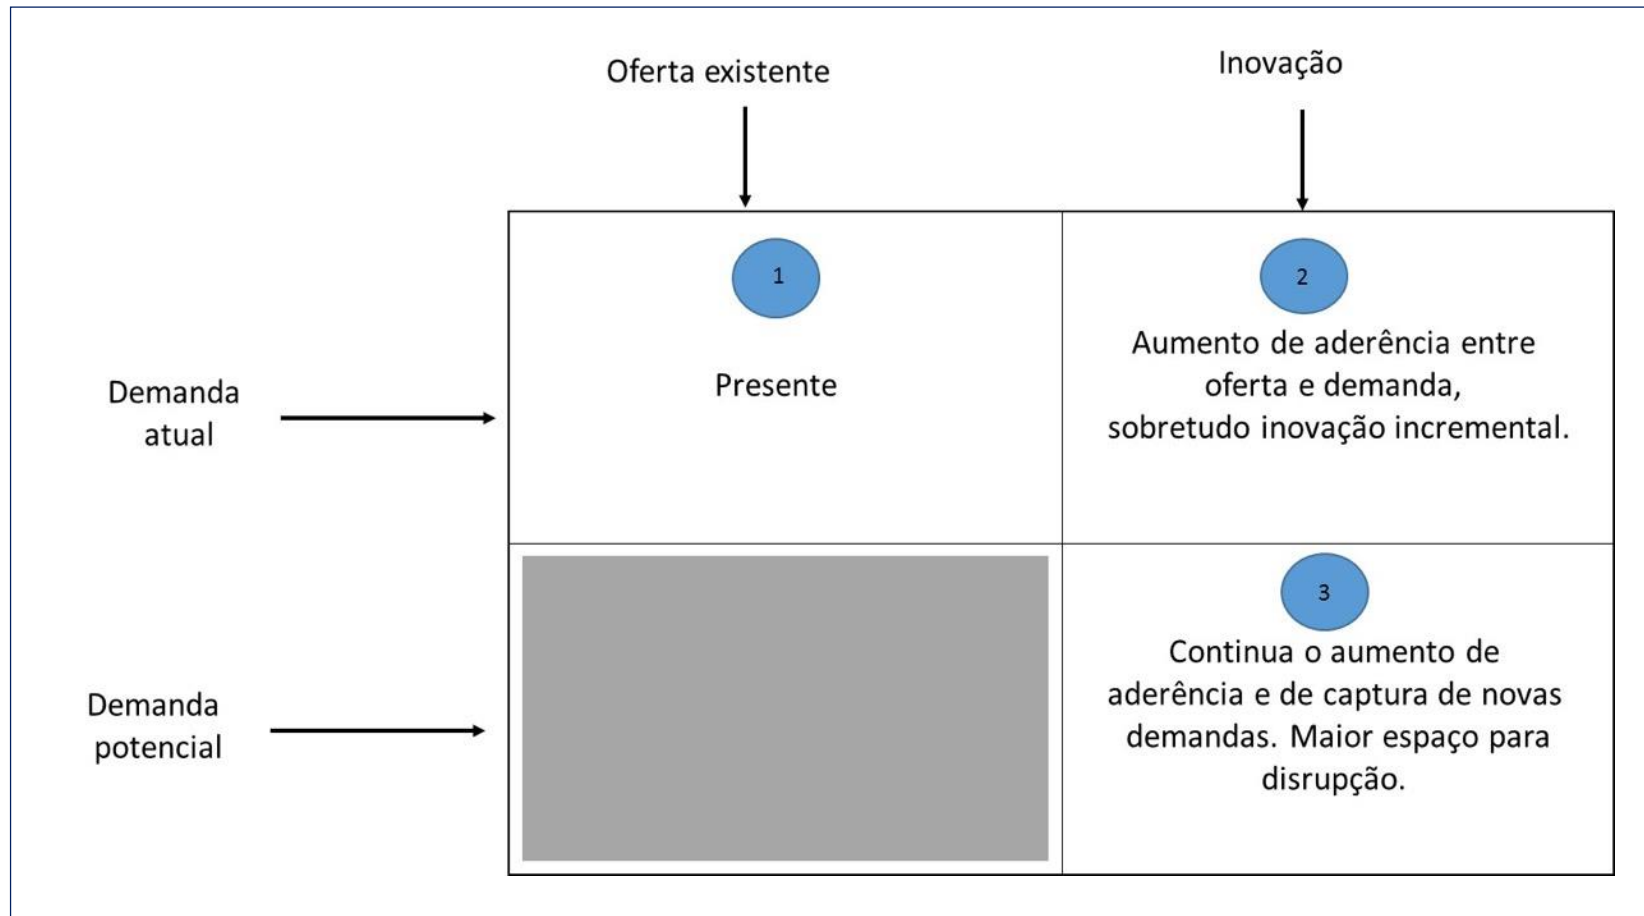 Oferta existente
Inovação
1
2
Demanda
atual
Presente
Aumento de aderência entre
oferta e demanda,
sobretudo inovação incremental.
3
Demanda
potencial
Continua o aumento de
aderência e de captura de novas
demandas. Maior espaço para
disrupção.